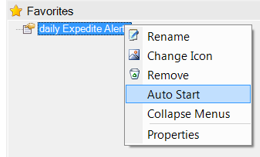 Favorites
daily Expedite Alert
Rename
Change Icon
Remove
Auto Start
Collapse Menus
Properties